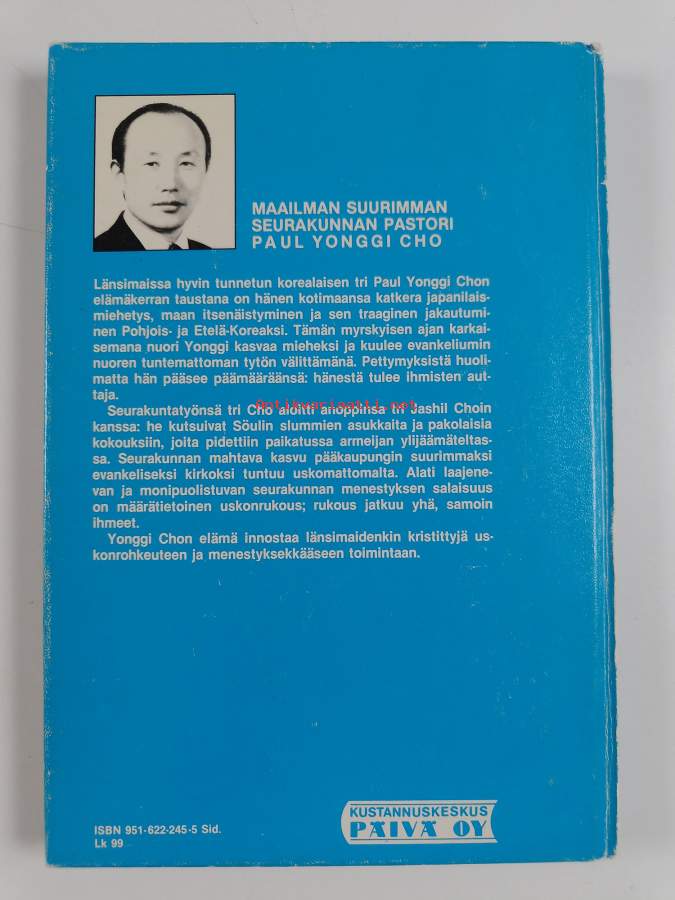 MAAILMAN SUURIMMAN
SEURAKUNNAN PASTORI
PAUL YONGGI CHO
Länsimaissa hyvin tunnetun korealaisen tri Paul Yonggi Chon
elämäkerran taustana on hänen kotimaansa katkera japanilais-
miehetys, maan itsenäistyminen ja sen traaginen jakautumi-
nen Pohjois- ja Etelä-Koreaksi. Tämän myrskyisen ajan karkai-
semana nuori Yonggi kasvaa mieheksi ja kuulee evankeliumin
nuoren tuntemattoman tytön välittämänä. Pettymyksistä huoli-
matta hän pääsee päämääräänsä: hänestä tulee ihmisten aut-
taja.
Antikvariaatti.net
Seurakuntatyönsä tri Cho aloitti anoppinsa tri Jashil Choin
kanssa: he kutsuivat Söulin slummien asukkaita ja pakolaisia
kokouksiin, joita pidettiin paikatussa armeijan ylijäämäteltas-
sa. Seurakunnan mahtava kasvu pääkaupungin suurimmaksi
evankeliseksi kirkoksi tuntuu uskomattomalta. Alati laajene-
van ja monipuolistuvan seurakunnan menestyksen salaisuus
on määrätietoinen uskonrukous; rukous jatkuu yhä, samoin
ihmeet.
Yonggi Chon elämä innostaa länsimaidenkin kristittyjä us-
konrohkeuteen ja menestyksekkääseen toimintaan.
ISBN 951-622-245-5 Sid.
Lk 99
KUSTANNUSKESKUS
PÄIVÄ OY